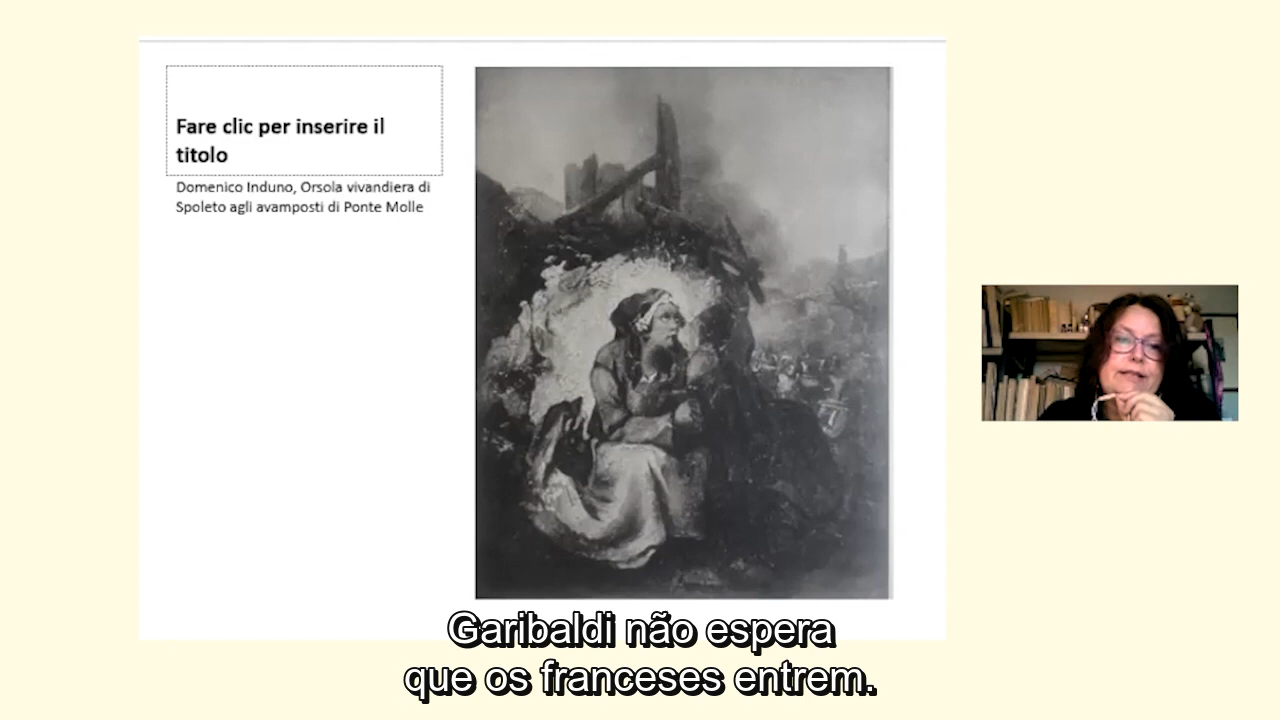 Fare clic per inserire il
titolo
Domenico Induno, Orsola vivandiera di
Spoleto agli avamposti di Ponte Molle
Garibaldi não espera
que os franceses entrem.